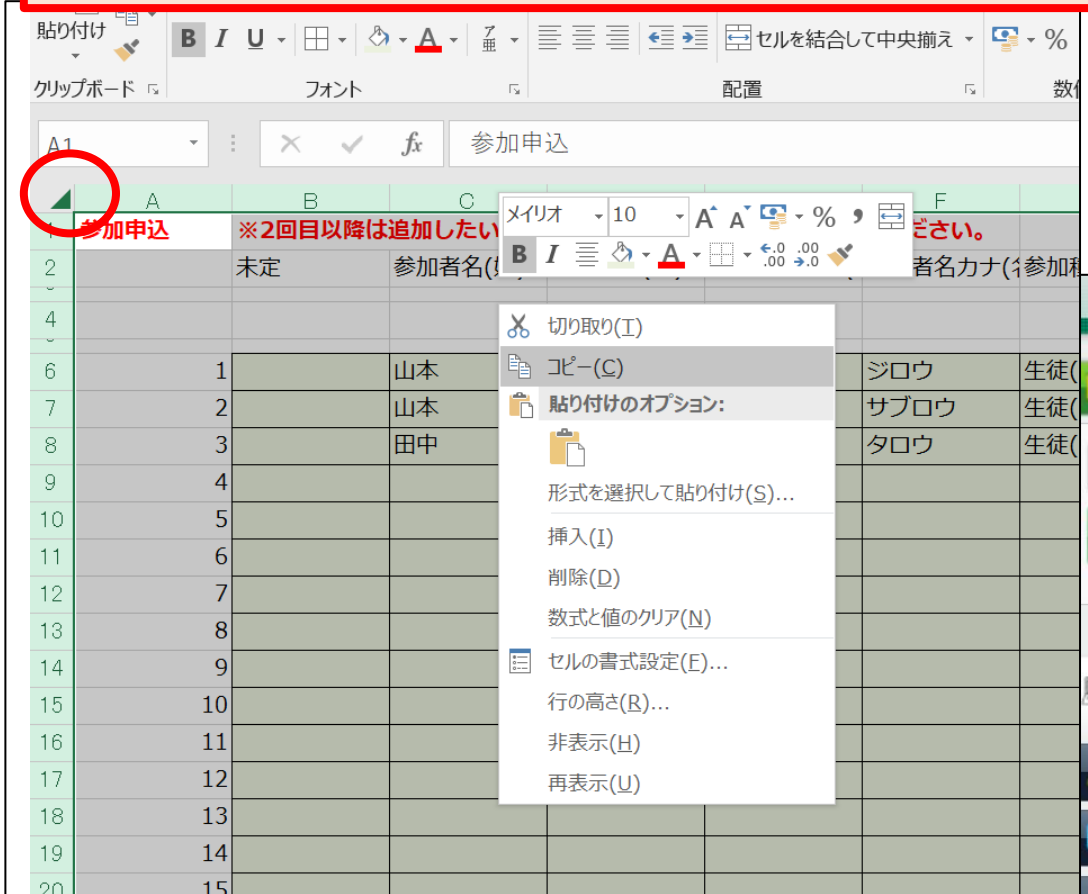 貼り付け B I U A ア亜 セルを結合して中央揃え %
クリップボード フォント 配置
A1 fx 参加申込
A B C F
1 参加申込 ※2回目以降は追加したい ださい。
メイリオ 10 A A % ,
B I A .0 .00 .00 .0
2 未定 参加者名 者名カナ(
4
切り取り(T)
6 1 山本 ジロウ 生徒(
コピー(C)
7 2 山本 サブロウ 生徒(
貼り付けのオプション:
8 3 田中 タロウ 生徒(
9 4
形式を選択して貼り付け(S)...
10 5
挿入(I)
11 6
削除(D)
12 7
数式と値のクリア(N)
13 8
14 9
セルの書式設定(F)...
15 10
行の高さ(R)...
16 11
非表示(H)
17 12
再表示(U)
18 13
19 14
20 15